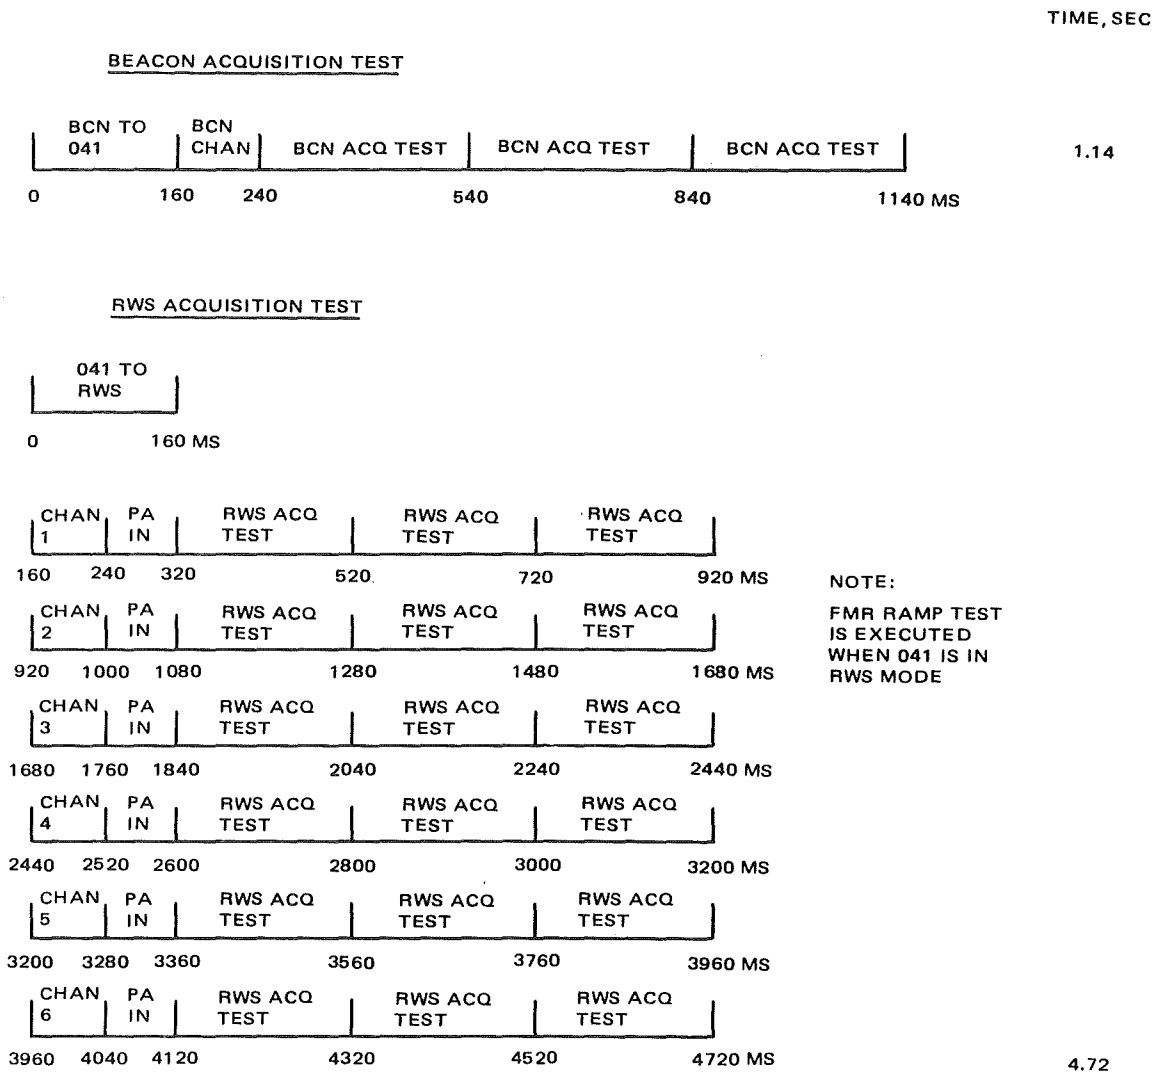 TIME, SEC
BEACON ACQUISITION TEST
BCN TO BCN
041 CHAN BCN ACQ TEST BCN ACQ TEST BCN ACQ TEST 1.14
0 160 240 540 840 1140 MS
RWS ACQUISITION TEST
041 TO
RWS
0 160 MS
CHAN PA RWS ACQ RWS ACQ RWS ACQ
1 IN TEST TEST TEST
160 240 320 520 720 920 MS
NOTE:
CHAN PA RWS ACQ RWS ACQ RWS ACQ FMR RAMP TEST
2 IN TEST TEST TEST IS EXECUTED
WHEN 041 IS IN
920 1000 1080 1280 1480 1680 MS RWS MODE
CHAN PA RWS ACQ RWS ACQ RWS ACQ
3 IN TEST TEST TEST
1680 1760 1840 2040 2240 2440 MS
CHAN PA RWS ACQ RWS ACQ RWS ACQ
4 IN TEST TEST TEST
2440 2520 2600 2800 3000 3200 MS
CHAN PA RWS ACQ RWS ACQ RWS ACQ
5 IN TEST TEST TEST
3200 3280 3360 3560 3760 3960 MS
CHAN PA RWS ACQ RWS ACQ RWS ACQ
6 IN TEST TEST TEST
3960 4040 4120 4320 4520 4720 MS 4.72